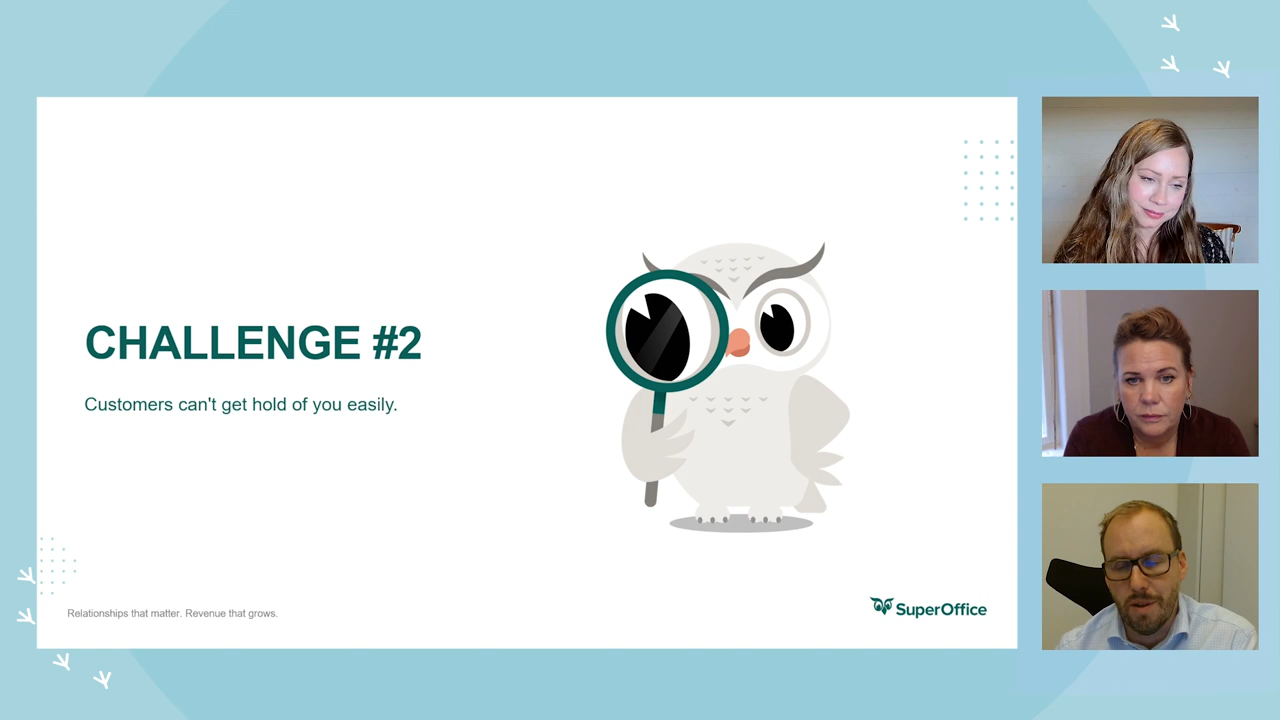 CHALLENGE #2
Customers can't get hold of you easily.
Relationships that matter. Revenue that grows.
SuperOffice